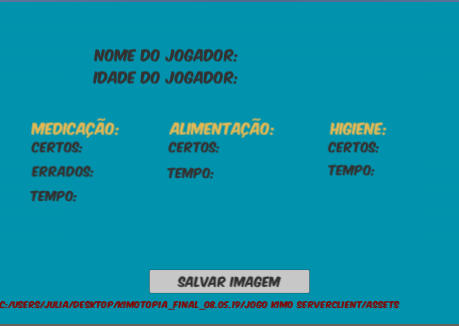 NOME DO JOGADOR:
IDADE DO JOGADOR:
MEDICAÇÃO: ALIMENTAÇÃO: HIGIENE:
CERTOS: CERTOS: CERTOS:
ERRADOS: TEMPO: TEMPO:
TEMPO:
SALVAR IMAGEM
C:/USERS/JULIA/DESKTOP/KIMOTOPIA_FINAL_08.05.19/JOGO KIMO SERVERCLIENT/ASSETS